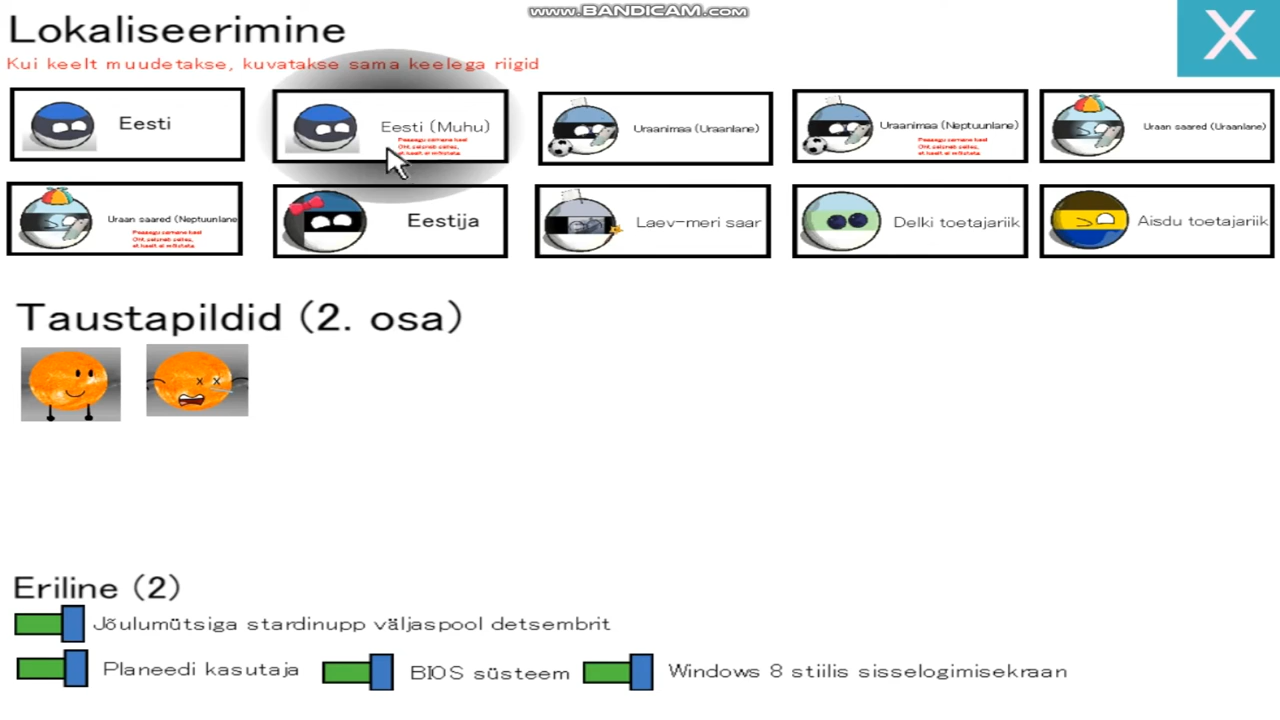 www.BANDICAM.com
Lokaliseerimine
X
Kui keelt muudetakse, kuvatakse sama keelega riigid
Eesti
Eesti (Muhu)
Uraanimaa (Uraanlane)
Uraanimaa (Neptuunlane)
Uraan saared (Uraanlane)
Uraan saared (Neptuunlane
Eestija
Laev-meri saar
Delki toetajariik
Aisdu toetajariik
Taustapildid (2. osa)
Eriline (2)
Jõulumütsiga stardinupp väljaspool detsembrit
Planeedi kasutaja
BIOS süsteem
Windows 8 stiilis sisselogimisekraan